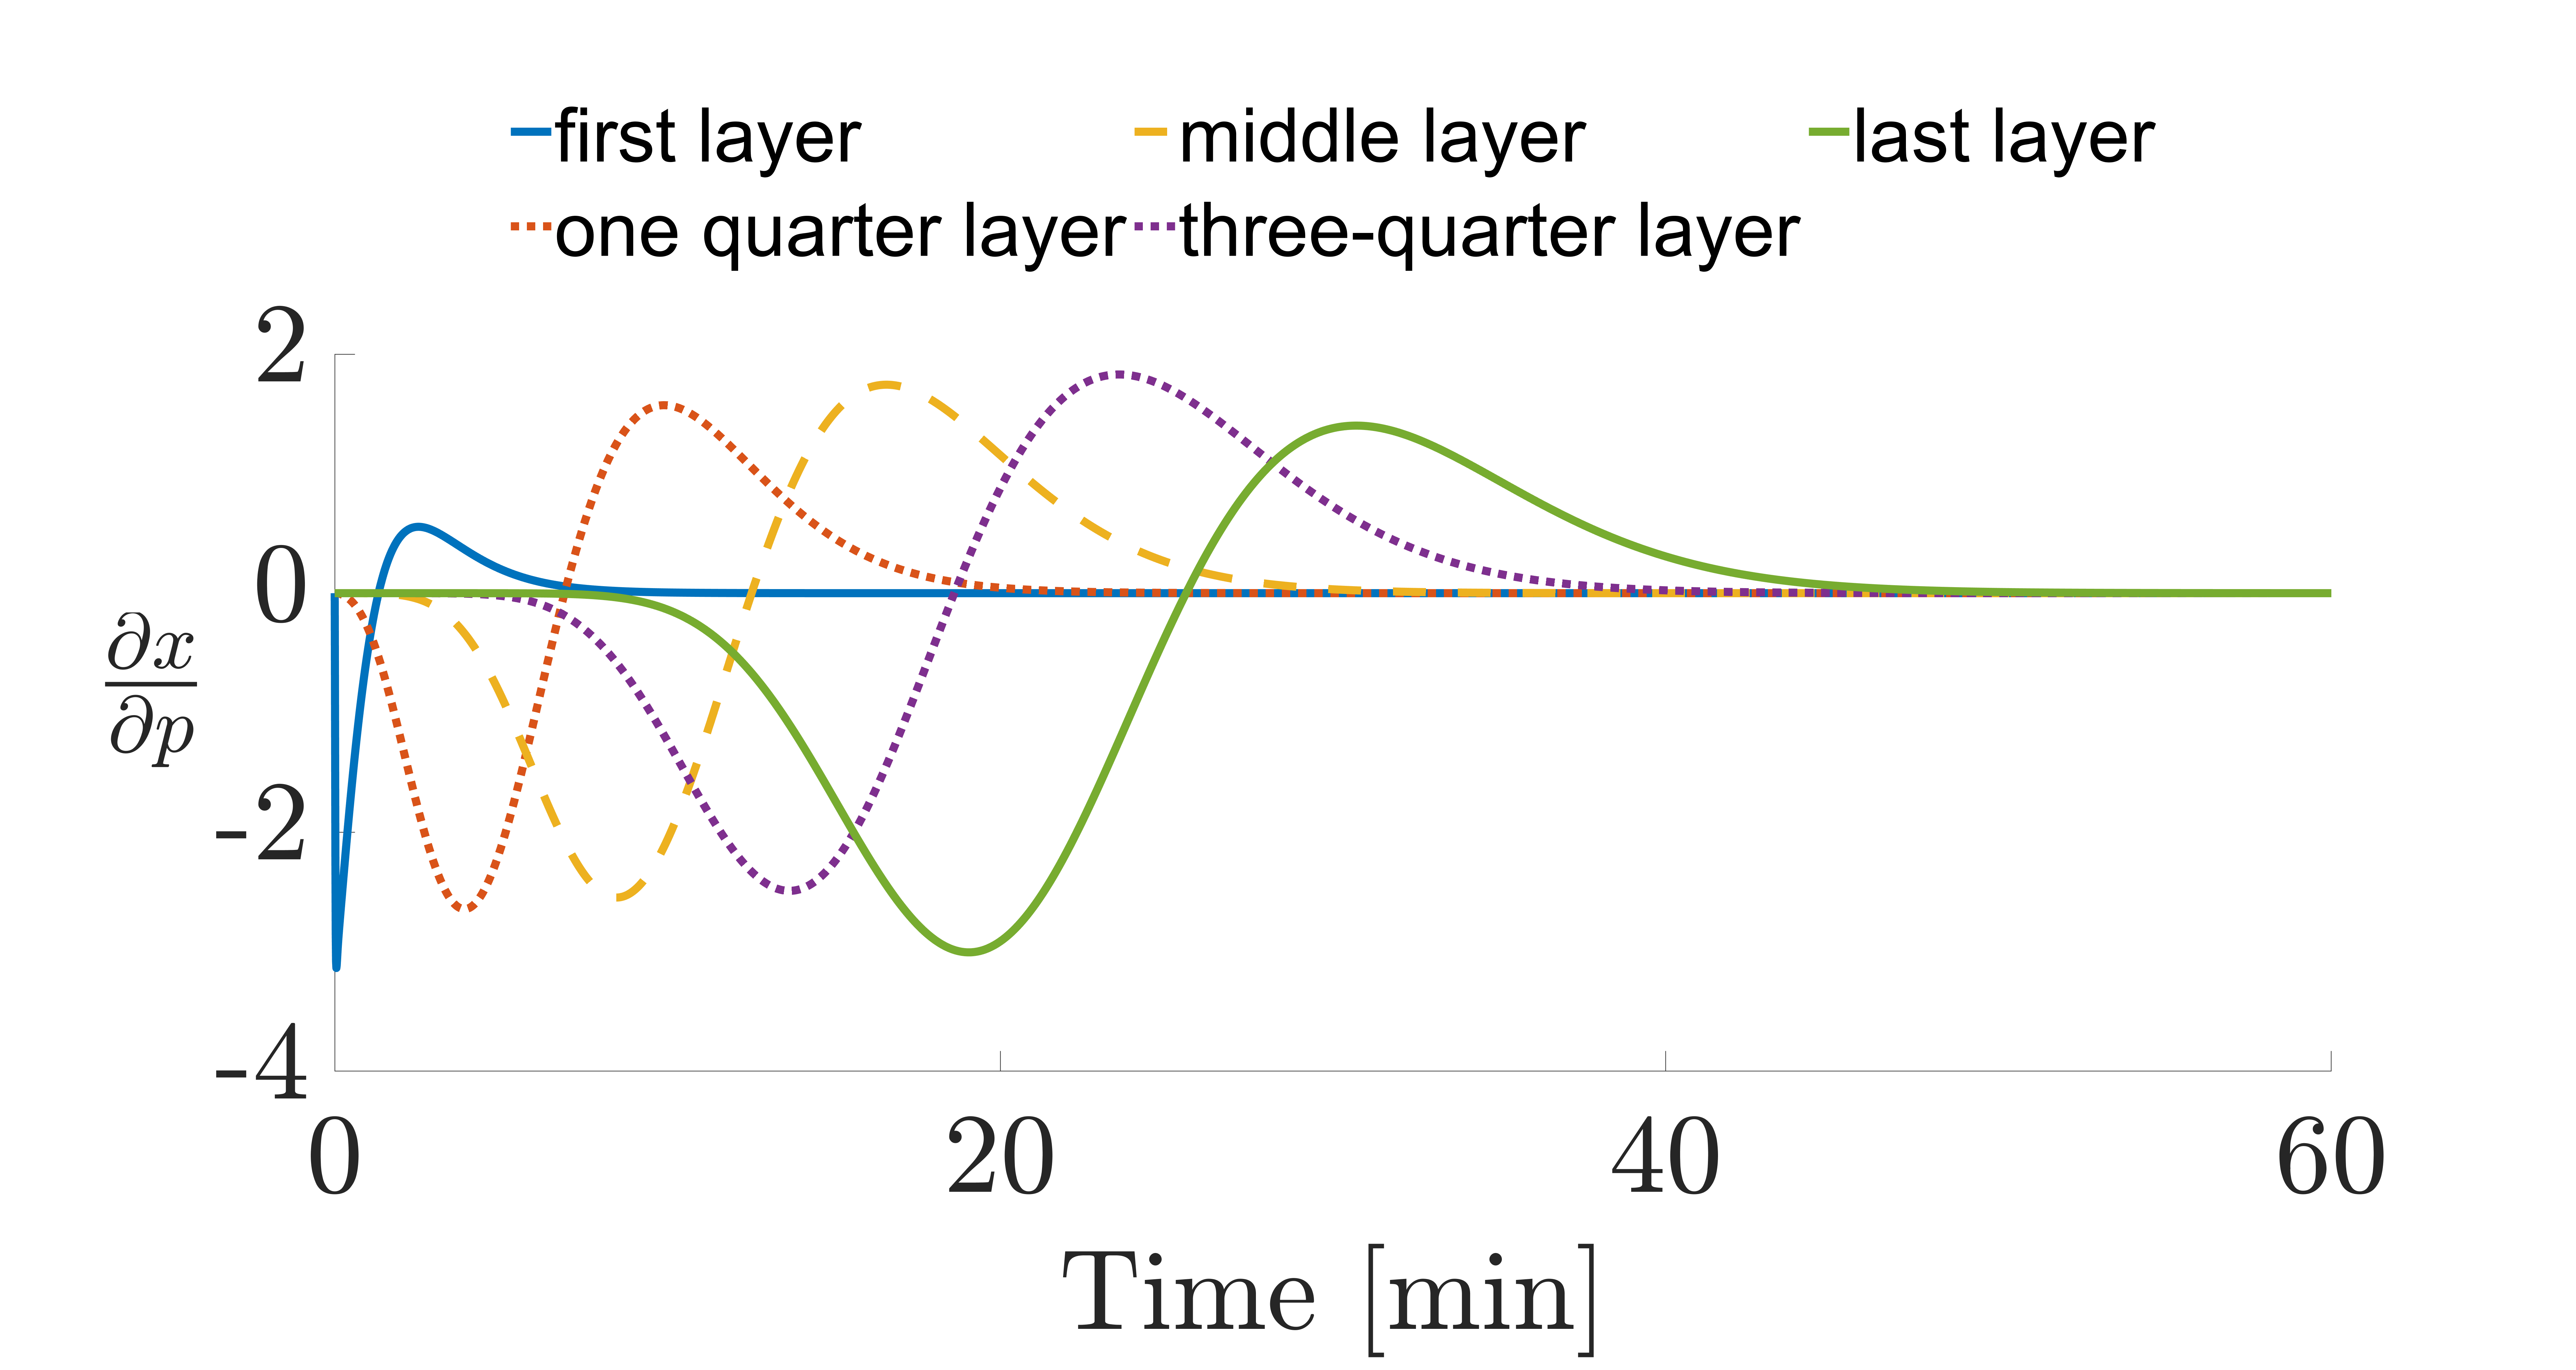 first layer
middle layer
last layer
one quarter layer
three-quarter layer
2
0
-2
-4
∂x
∂p
0
20
40
60
Time [min]